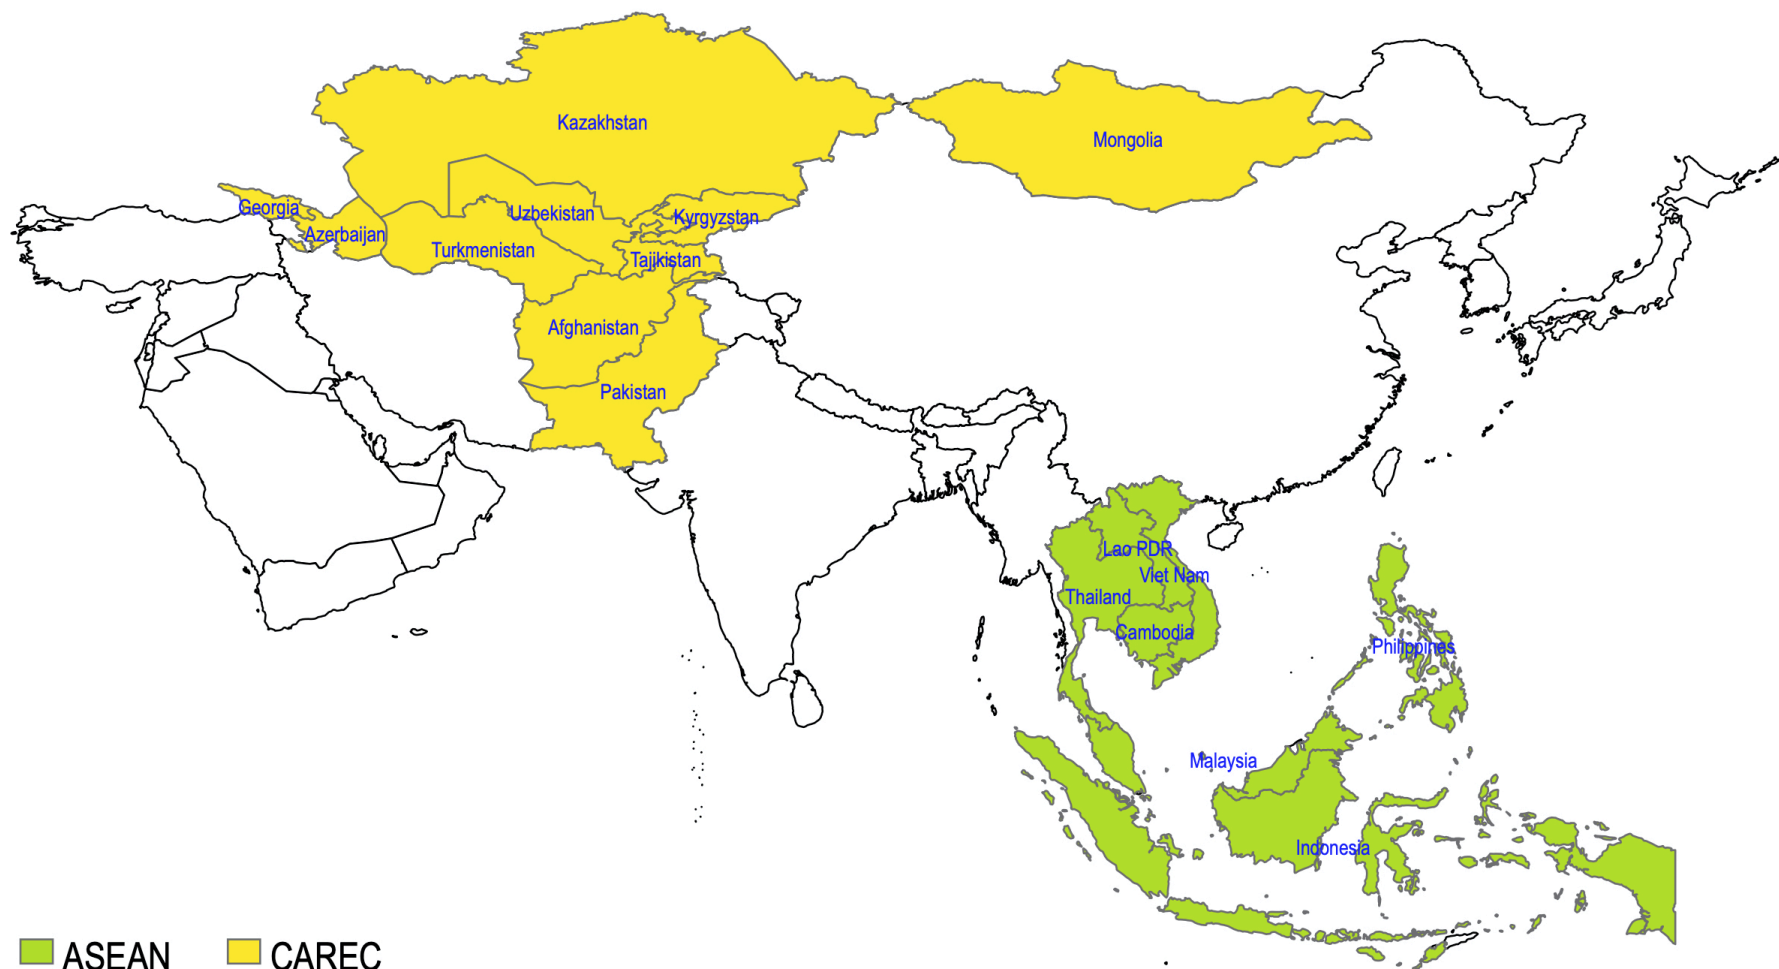 Kazakhstan
Mongolia
Georgia
Uzbekistan
Kyrgyzstan
Azerbaijan
Turkmenistan
Tajikistan
Afghanistan
Pakistan
Lao PDR
Viet Nam
Thailand
Cambodia
Philippines
Malaysia
Indonesia
ASEAN
CAREC